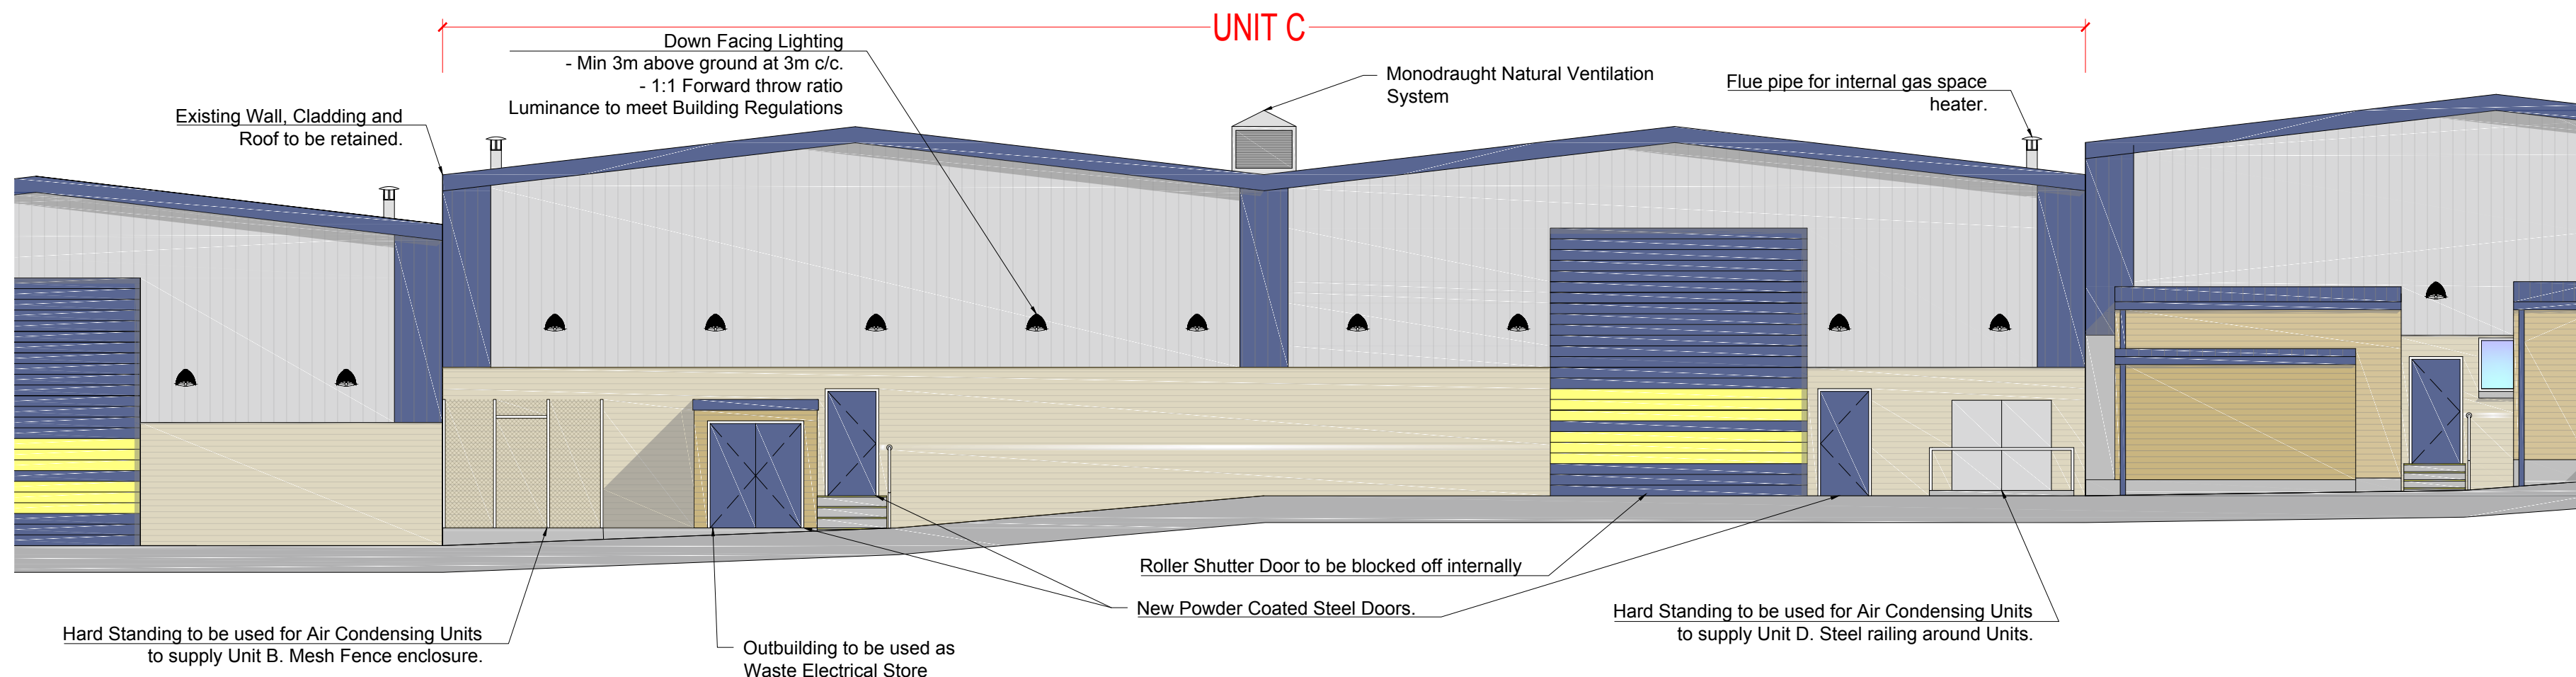 UNIT C
Down Facing Lighting
- Min 3m above ground at 3m c/c.
- 1:1 Forward throw ratio
Luminance to meet Building Regulations
Monodraught Natural Ventilation
System
Flue pipe for internal gas space
heater.
Existing Wall, Cladding and
Roof to be retained.
Roller Shutter Door to be blocked off internally
New Powder Coated Steel Doors.
Hard Standing to be used for Air Condensing Units
to supply Unit D. Steel railing around Units.
Hard Standing to be used for Air Condensing Units
to supply Unit B. Mesh Fence enclosure.
Outbuilding to be used as
Waste Electrical Store